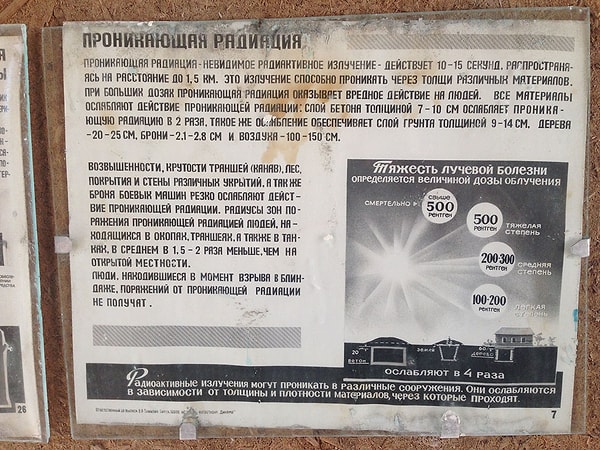 ПРОНИКАЮЩАЯ РАДИАЦИЯ
ПРОНИКАЮЩАЯ РАДИАЦИЯ-НЕВИДИМОЕ РАДИОАКТИВНОЕ ИЗЛУЧЕНИЕ - ДЕЙСТВУЕТ 10-15 СЕКУНД, РАСПРОСТРАНЯ-
ЯСЬ НА РАССТОЯНИЕ ДО 1,5 КМ. ЭТО ИЗЛУЧЕНИЕ СПОСОБНО ПРОНИКАТЬ ЧЕРЕЗ ТОЛЩИ РАЗЛИЧНЫХ МАТЕРИАЛОВ.
ПРИ БОЛЬШИХ ДОЗАХ ПРОНИКАЮЩАЯ РАДИАЦИЯ ОКАЗЫВАЕТ ВРЕДНОЕ ДЕЙСТВИЕ НА ЛЮДЕЙ. ВСЕ МАТЕРИАЛЫ
ОСЛАБЛЯЮТ ДЕЙСТВИЕ ПРОНИКАЮЩЕЙ РАДИАЦИИ: СЛОЙ БЕТОНА ТОЛЩИНОЙ 7-10 СМ ОСЛАБЛЯЕТ ПРОНИКА-
ЮЩУЮ РАДИАЦИЮ В 2 РАЗА, ТАКОЕ ЖЕ ОСЛАБЛЕНИЕ ОБЕСПЕЧИВАЕТ СЛОЙ ГРУНТА ТОЛЩИНОЙ 9-14 СМ, ДЕРЕВА
-20-25 СМ, БРОНИ-2,1-2,8 СМ И ВОЗДУХА-100-150 СМ.
ВОЗВЫШЕННОСТИ, КРУТОСТИ ТРАНШЕЙ (КАНАВ), ЛЕС,
ПОКРЫТИЯ И СТЕНЫ РАЗЛИЧНЫХ УКРЫТИЙ, А ТАК ЖЕ
БРОНЯ БОЕВЫХ МАШИН РЕЗКО ОСЛАБЛЯЮТ ДЕЙСТ-
ВИЕ ПРОНИКАЮЩЕЙ РАДИАЦИИ. РАДИУСЫ ЗОН ПО-
РАЖЕНИЯ ПРОНИКАЮЩЕЙ РАДИАЦИЕЙ ЛЮДЕЙ, НА-
ХОДЯЩИХСЯ В ОКОПАХ, ТРАНШЕЯХ, А ТАКЖЕ В ТАН-
КАХ, В СРЕДНЕМ В 1,5 - 2 РАЗА МЕНЬШЕ, ЧЕМ НА
ОТКРЫТОЙ МЕСТНОСТИ.
ЛЮДИ, НАХОДИВШИЕСЯ В МОМЕНТ ВЗРЫВА В БЛИН-
ДАЖЕ, ПОРАЖЕНИЙ ОТ ПРОНИКАЮЩЕЙ РАДИАЦИИ
НЕ ПОЛУЧАТ.
ТЯЖЕСТЬ ЛУЧЕВОЙ БОЛЕЗНИ
ОПРЕДЕЛЯЕТСЯ ВЕЛИЧИНОЙ ДОЗЫ ОБЛУЧЕНИЯ
СМЕРТЕЛЬНО
СВЫШЕ
500
РЕНТГЕН
500
РЕНТГЕН
ТЯЖЕЛАЯ
СТЕПЕНЬ
200-300
РЕНТГЕН
СРЕДНЯЯ
СТЕПЕНЬ
100-200
РЕНТГЕН
ЛЕГКАЯ
20
БЕТОН
ЗЕМЛЯ
ДЕРЕВО
ОСЛАБЛЯЮТ В 4 РАЗА
РАДИОАКТИВНЫЕ ИЗЛУЧЕНИЯ МОГУТ ПРОНИКАТЬ В РАЗЛИЧНЫЕ СООРУЖЕНИЯ. ОНИ ОСЛАБЛЯЮТСЯ
В ЗАВИСИМОСТИ ОТ ТОЛЩИНЫ И ПЛОТНОСТИ МАТЕРИАЛОВ, ЧЕРЕЗ КОТОРЫЕ ПРОХОДЯТ.
7
26